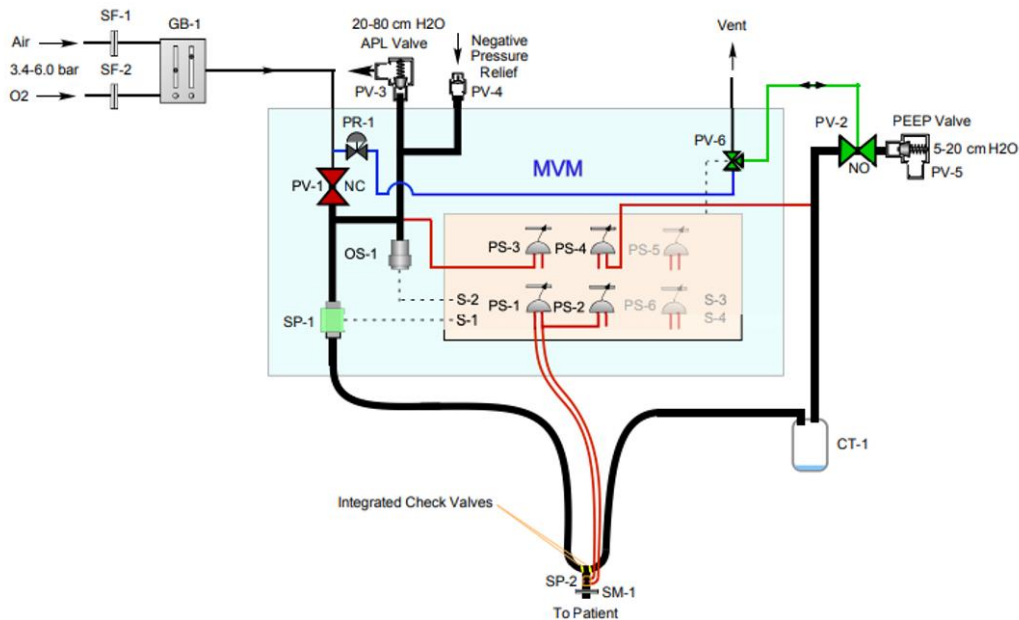 SF-1
GB-1
Air
3.4-6.0 bar
SF-2
O2
20-80 cm H2O
APL Valve
PV-3
Negative
Pressure
Relief
PV-4
Vent
PR-1
PV-1
NC
MVM
PV-6
PV-2
NO
PEEP Valve
5-20 cm H2O
PV-5
OS-1
PS-3
PS-4
PS-5
S-2
S-1
PS-1
PS-2
PS-6
S-3
S-4
SP-1
CT-1
Integrated Check Valves
SP-2
SM-1
To Patient